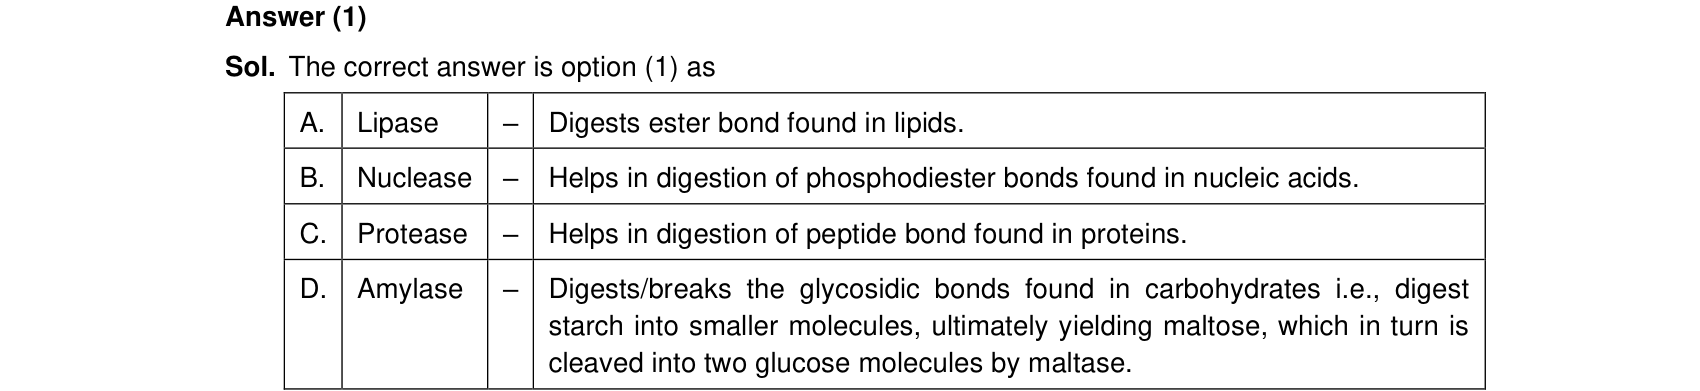 Answer (1)
Sol. The correct answer is option (1) as
A. Lipase – Digests ester bond found in lipids.
B. Nuclease – Helps in digestion of phosphodiester bonds found in nucleic acids.
C. Protease – Helps in digestion of peptide bond found in proteins.
D. Amylase – Digests/breaks the glycosidic bonds found in carbohydrates i.e., digest
starch into smaller molecules, ultimately yielding maltose, which in turn is
cleaved into two glucose molecules by maltase.